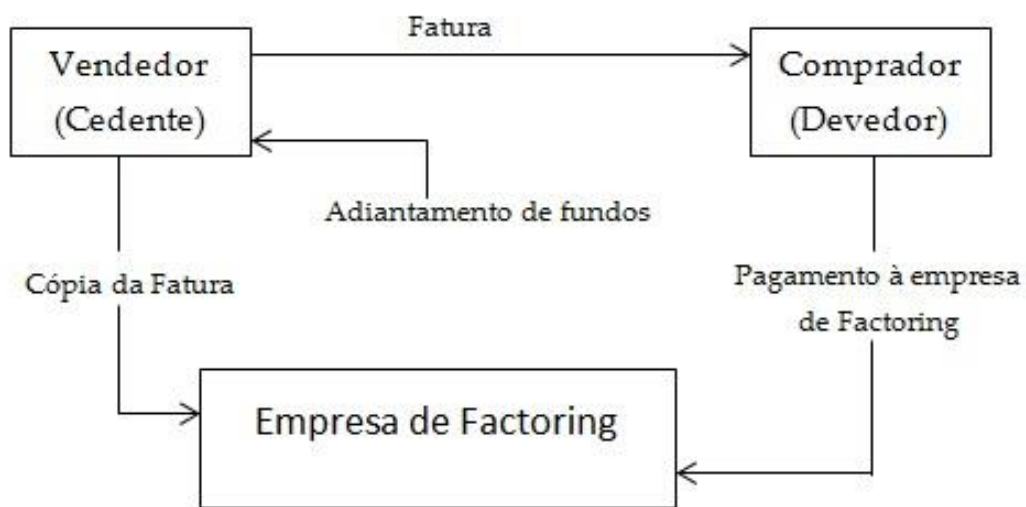 Fatura
Vendedor
(Cedente)
Comprador
(Devedor)
Adiantamento de fundos
Cópia da Fatura
Pagamento à empresa
de Factoring
Empresa de Factoring